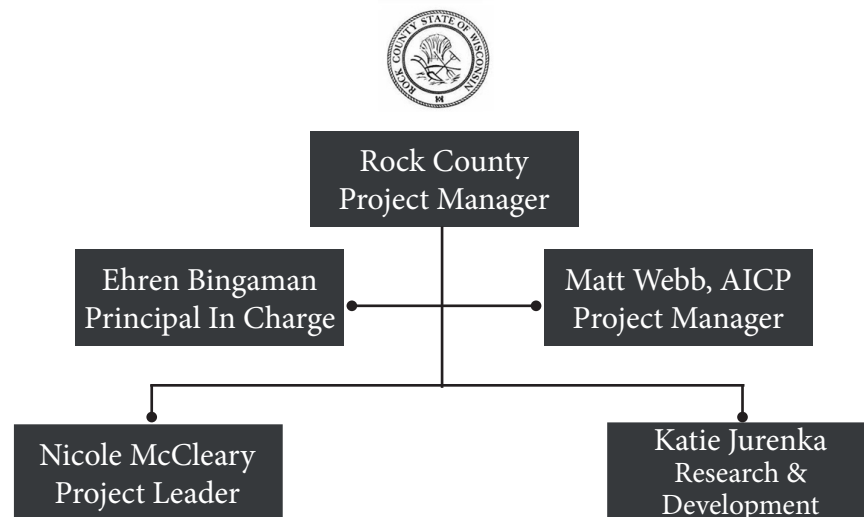 ROCK COUNTY STATE OF WISCONSIN
Rock County
Project Manager
Ehren Bingaman
Principal In Charge
Matt Webb, AICP
Project Manager
Nicole McCleary
Project Leader
Katie Jurenka
Research &
Development